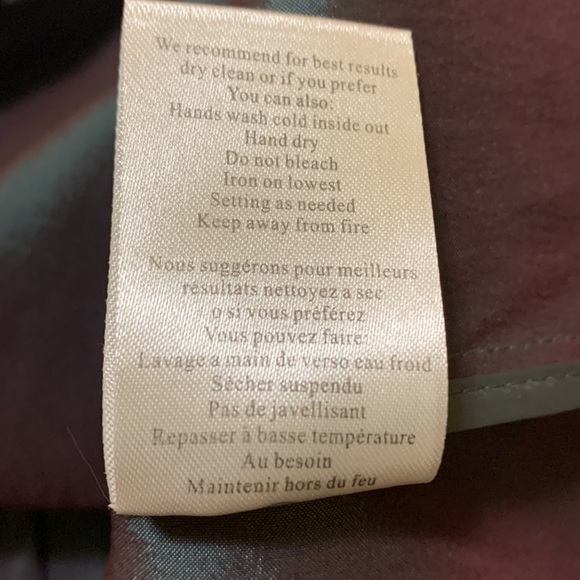 We recommend for best results
dry clean or if you prefer
You can also:
Hands wash cold inside out
Hand dry
Do not bleach
Iron on lowest
Setting as needed
Keep away from fire
Nous suggérons pour meilleurs
résultats nettoyez a sec
o si vous préférez
Vous pouvez faire:
Lavage a main de verso eau froid
Sécher suspendu
Pas de javellisant
Repasser à basse température
Au besoin
Maintenir hors du feu